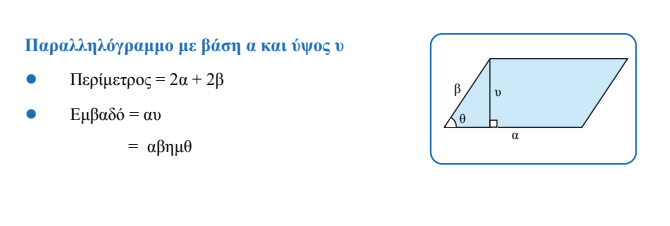 Παραλληλόγραμμο με βάση α και ύψος υ
● Περίμετρος = 2α + 2β
● Εμβαδό = αυ
= αβημθ
β
υ
θ
α